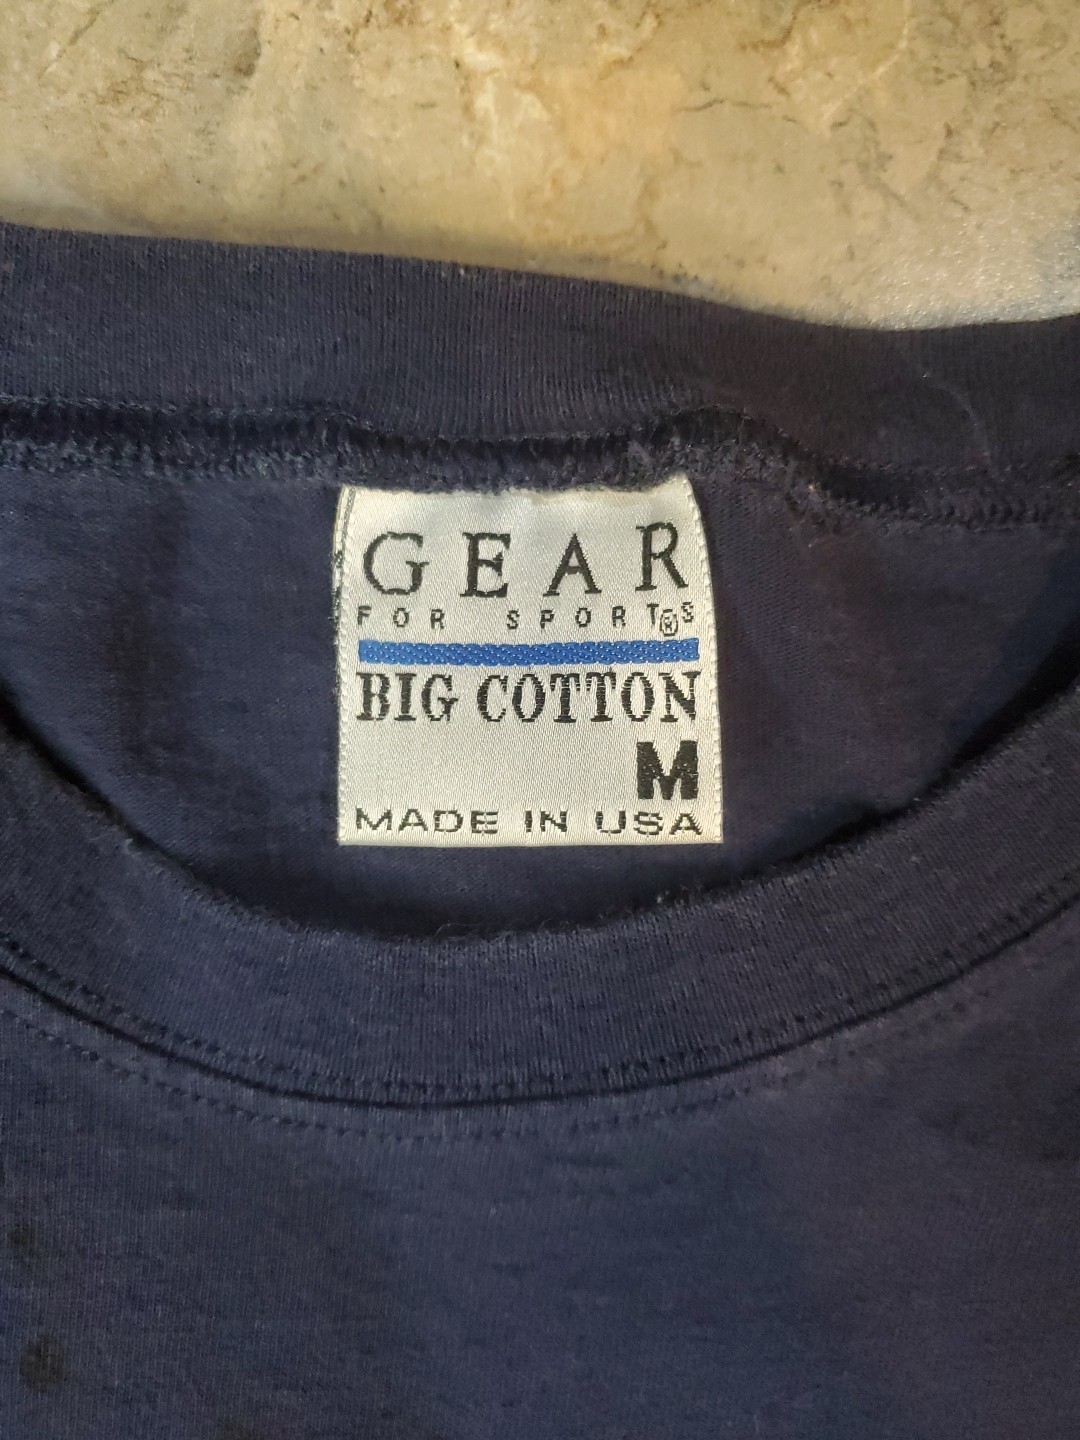 GEAR
FOR SPORTS®
BIG COTTON
M
MADE IN USA